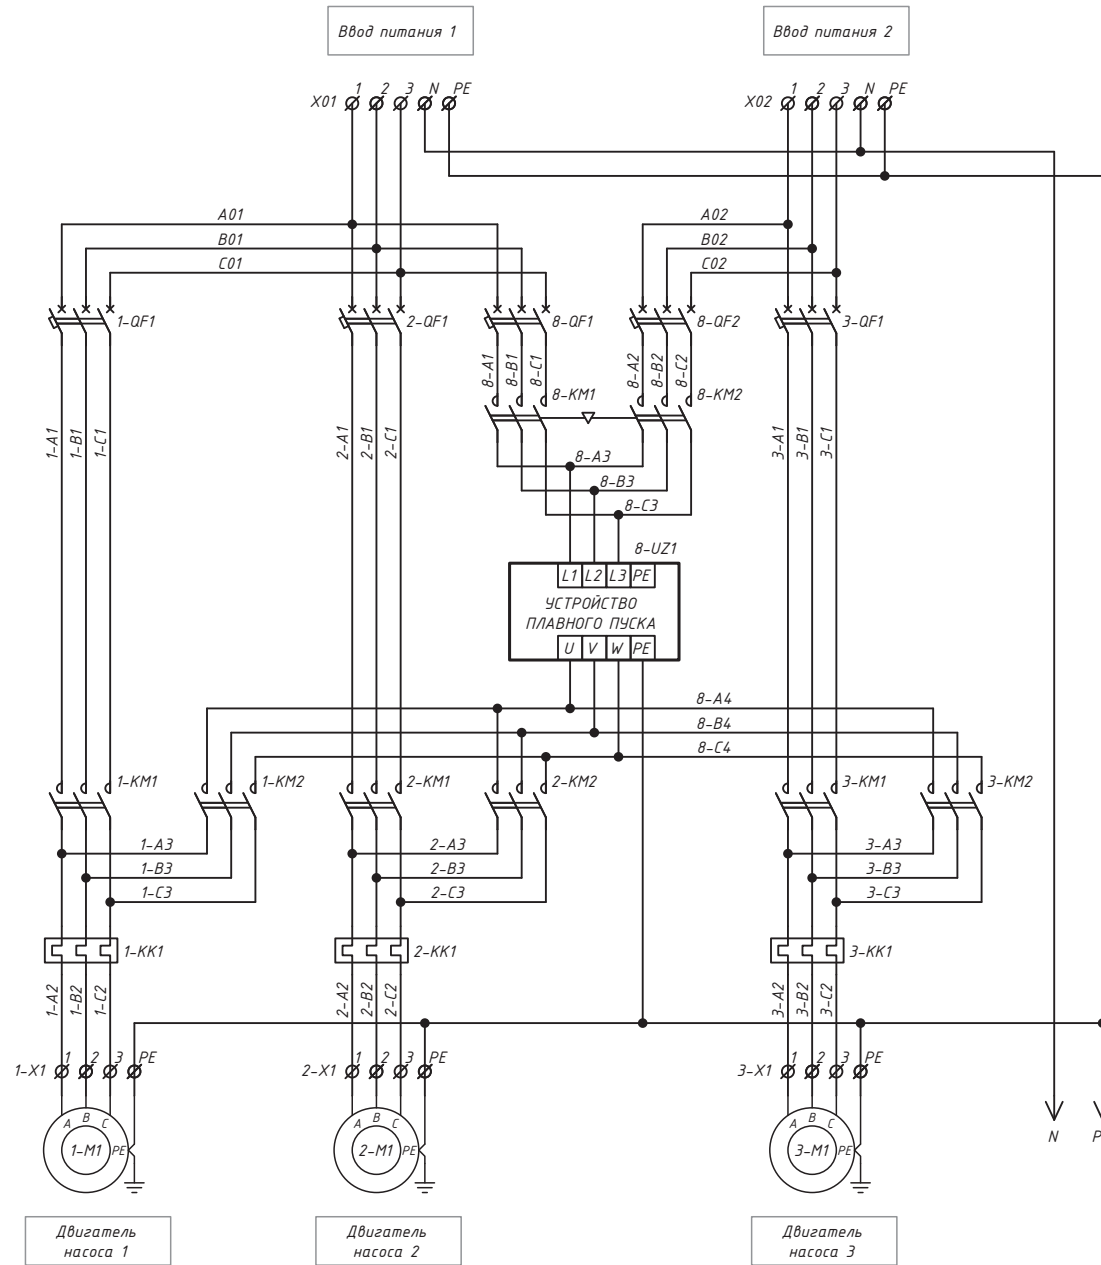 Ввод питания 1
Ввод питания 2
X01 1 2 3 N PE
X02 1 2 3 N PE
A01
A02
B01
B02
C01
C02
1-QF1
2-QF1
8-QF1
8-QF2
3-QF1
8-A1
8-B1
8-C1
8-A2
8-B2
8-C2
8-KM1
8-KM2
1-A1
1-B1
1-C1
2-A1
2-B1
2-C1
3-A1
3-B1
3-C1
8-A3
8-B3
8-C3
8-UZ1
L1 L2 L3 PE
УСТРОЙСТВО
ПЛАВНОГО ПУСКА
U V W PE
8-A4
8-B4
8-C4
1-KM1
1-KM2
2-KM1
2-KM2
3-KM1
3-KM2
1-A3
2-A3
3-A3
1-B3
2-B3
3-B3
1-C3
2-C3
3-C3
1-KK1
2-KK1
3-KK1
1-A2
1-B2
1-C2
2-A2
2-B2
2-C2
3-A2
3-B2
3-C2
1-X1 1 2 3 PE
2-X1 1 2 3 PE
3-X1 1 2 3 PE
A B C
A B C
A B C
1-M1 PE
2-M1 PE
3-M1 PE
N
P
Двигатель
насоса 1
Двигатель
насоса 2
Двигатель
насоса 3